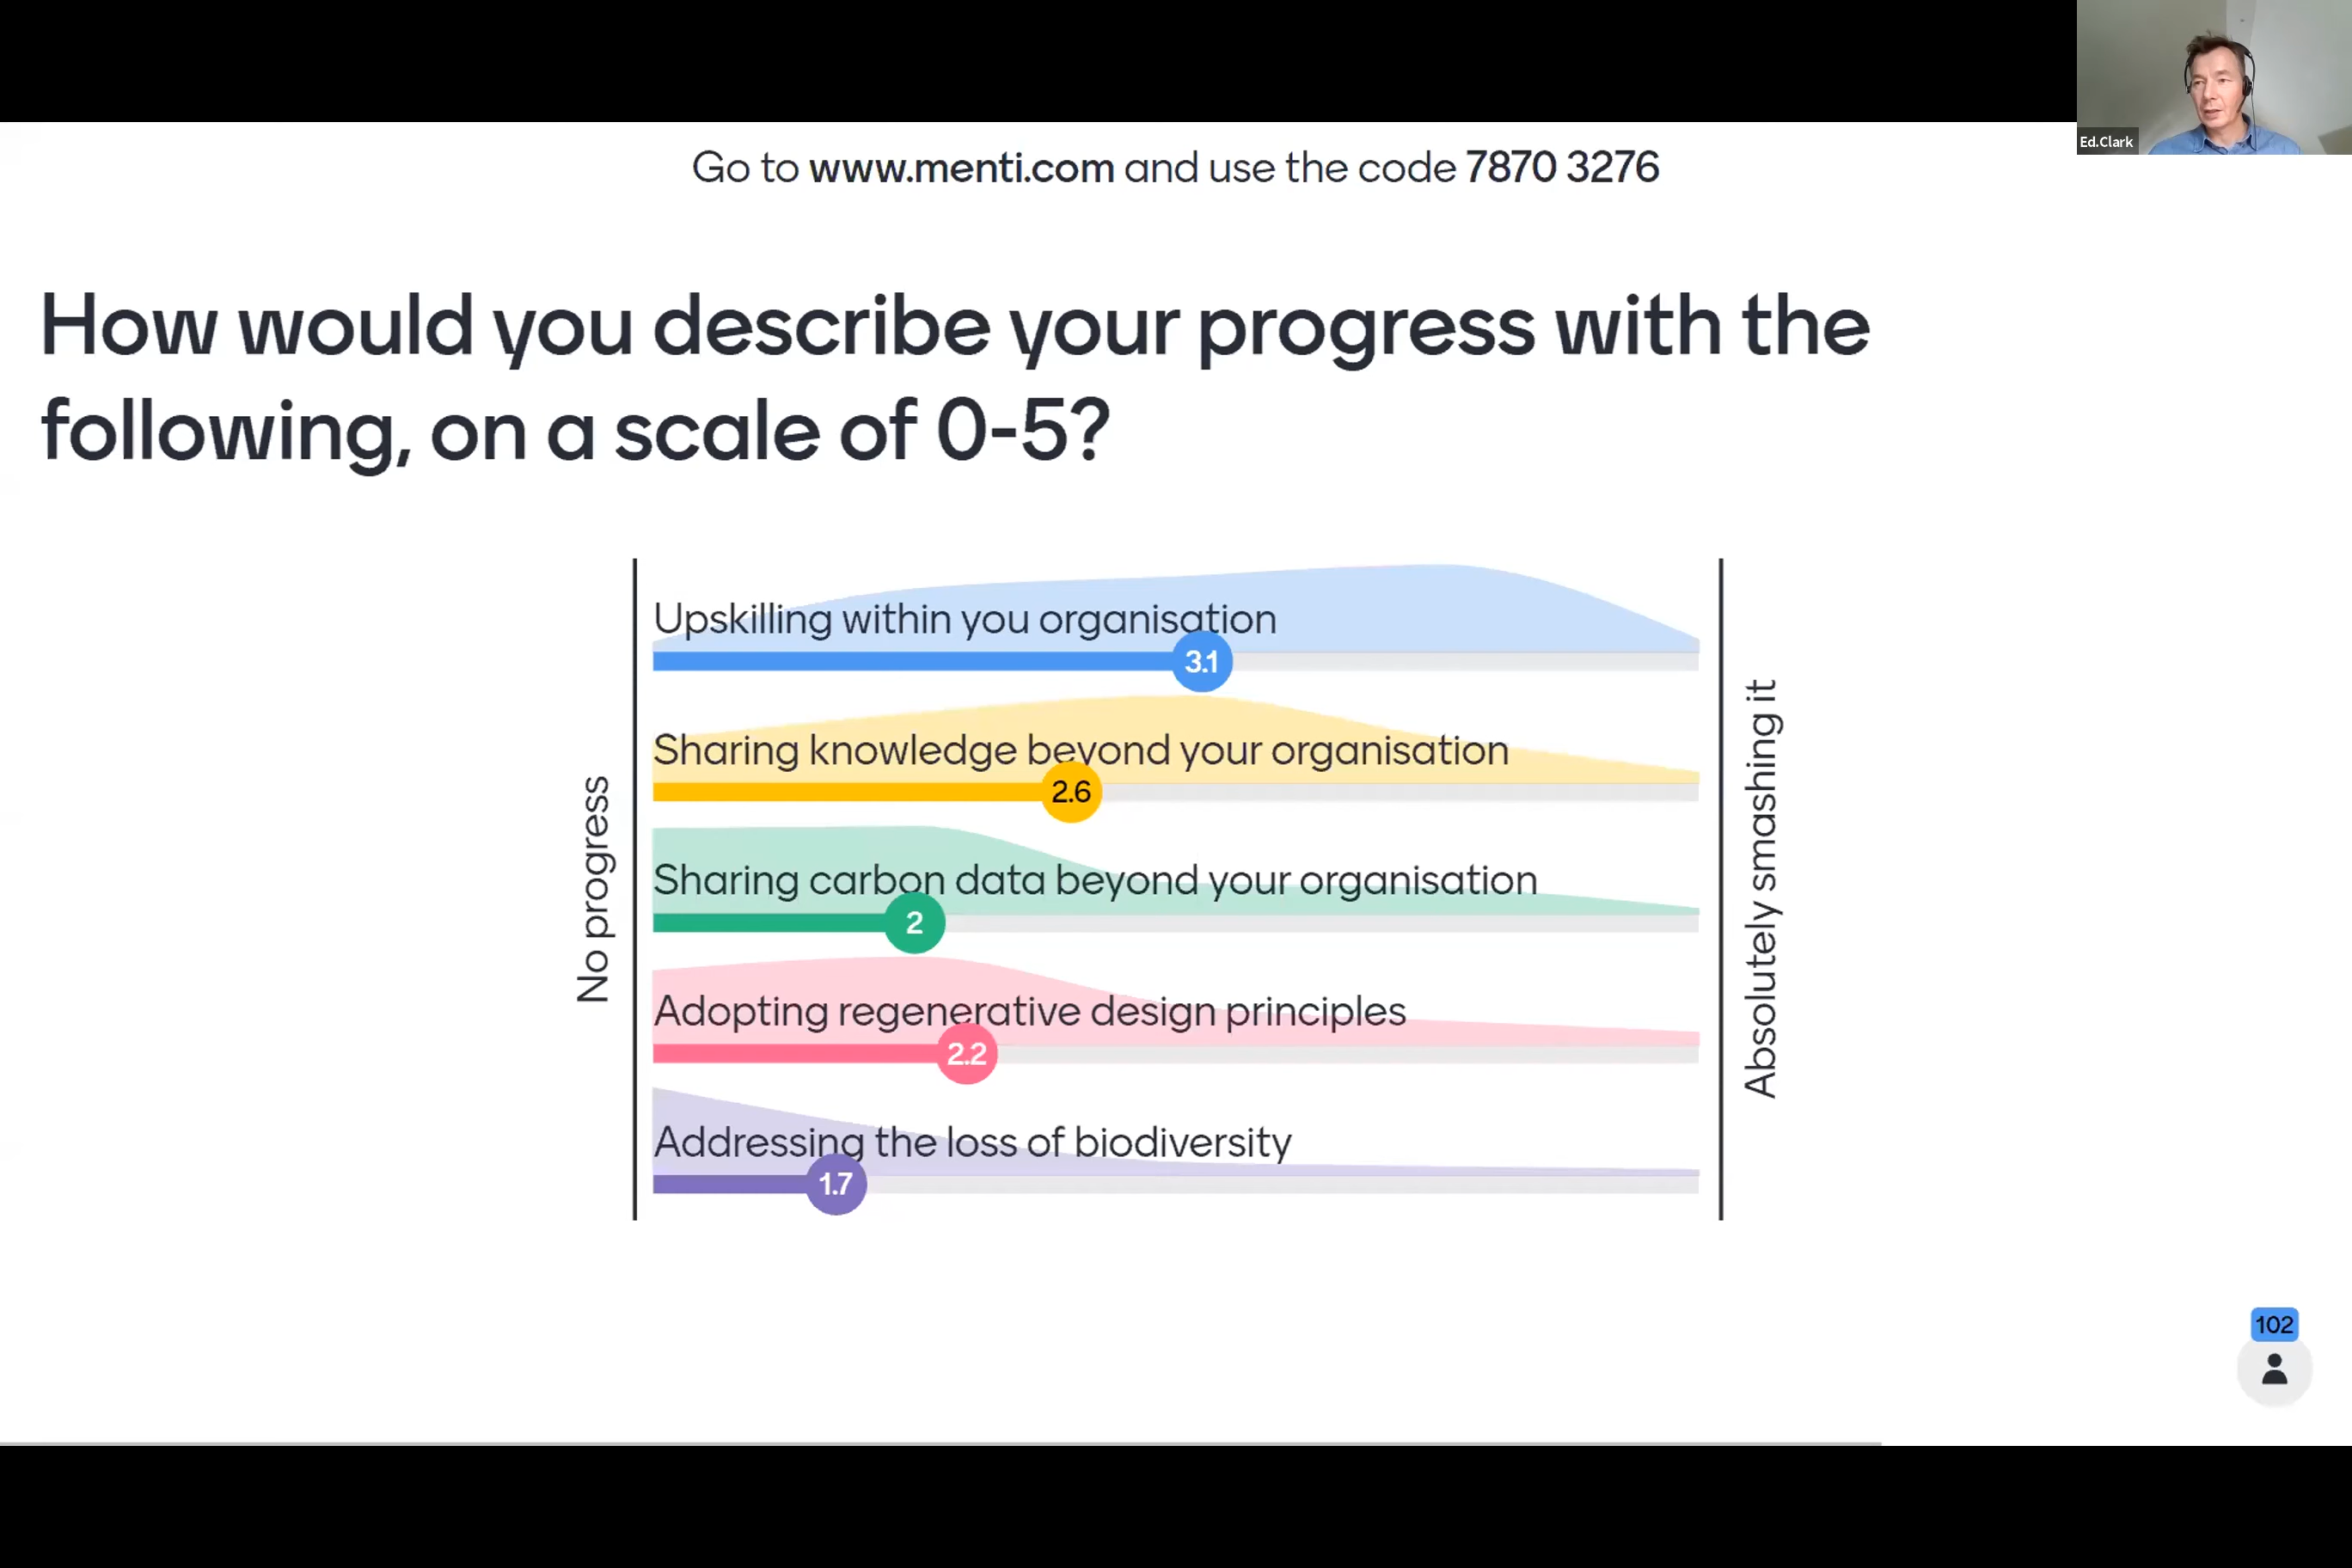 Ed.Clark
Go to www.menti.com and use the code 7870 3276
How would you describe your progress with the
following, on a scale of 0-5?
No progress
Upskilling within you organisation
3.1
Sharing knowledge beyond your organisation
2.6
Sharing carbon data beyond your organisation
2
Adopting regenerative design principles
2.2
Addressing the loss of biodiversity
1.7
Absolutely smashing it
102